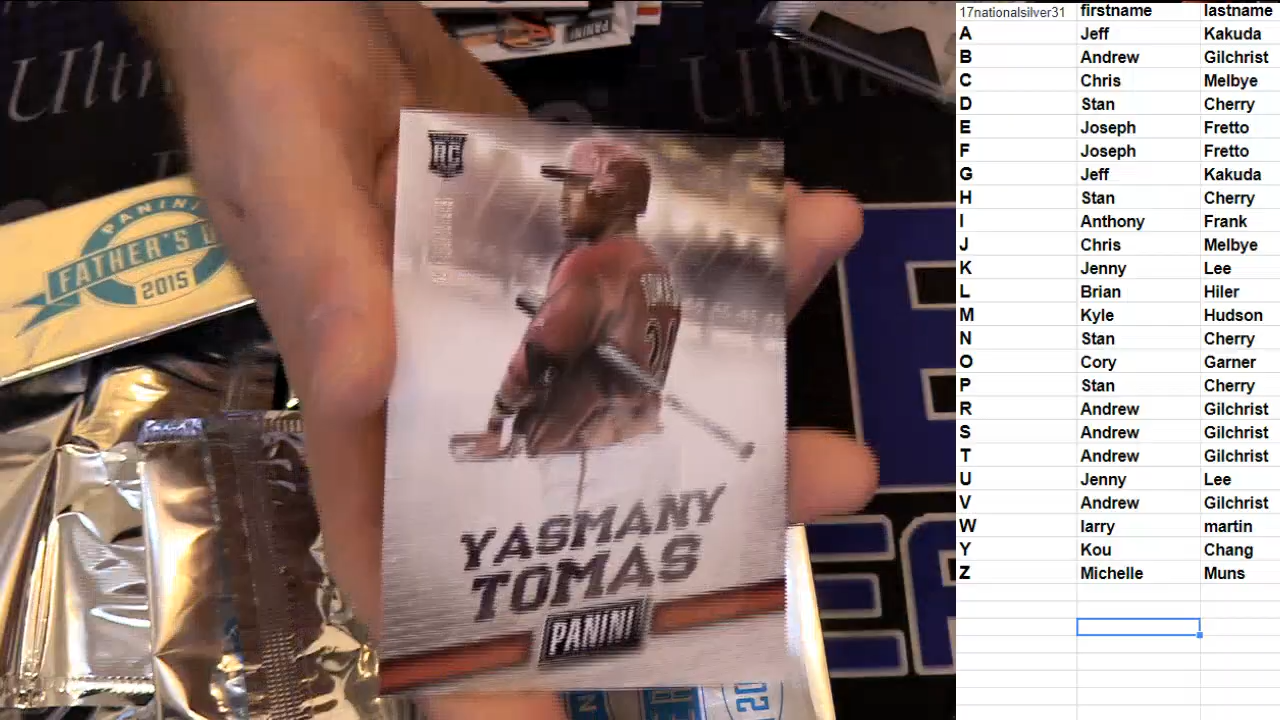 RC
YASMANY
TOMAS
PANINI
PANINI
FATHER'S D
2015
PANINI
17nationalsilver31 firstname lastname
A Jeff Kakuda
B Andrew Gilchrist
C Chris Melbye
D Stan Cherry
E Joseph Fretto
F Joseph Fretto
G Jeff Kakuda
H Stan Cherry
I Anthony Frank
J Chris Melbye
K Jenny Lee
L Brian Hiler
M Kyle Hudson
N Stan Cherry
O Cory Garner
P Stan Cherry
R Andrew Gilchrist
S Andrew Gilchrist
T Andrew Gilchrist
U Jenny Lee
V Andrew Gilchrist
W larry martin
Y Kou Chang
Z Michelle Muns